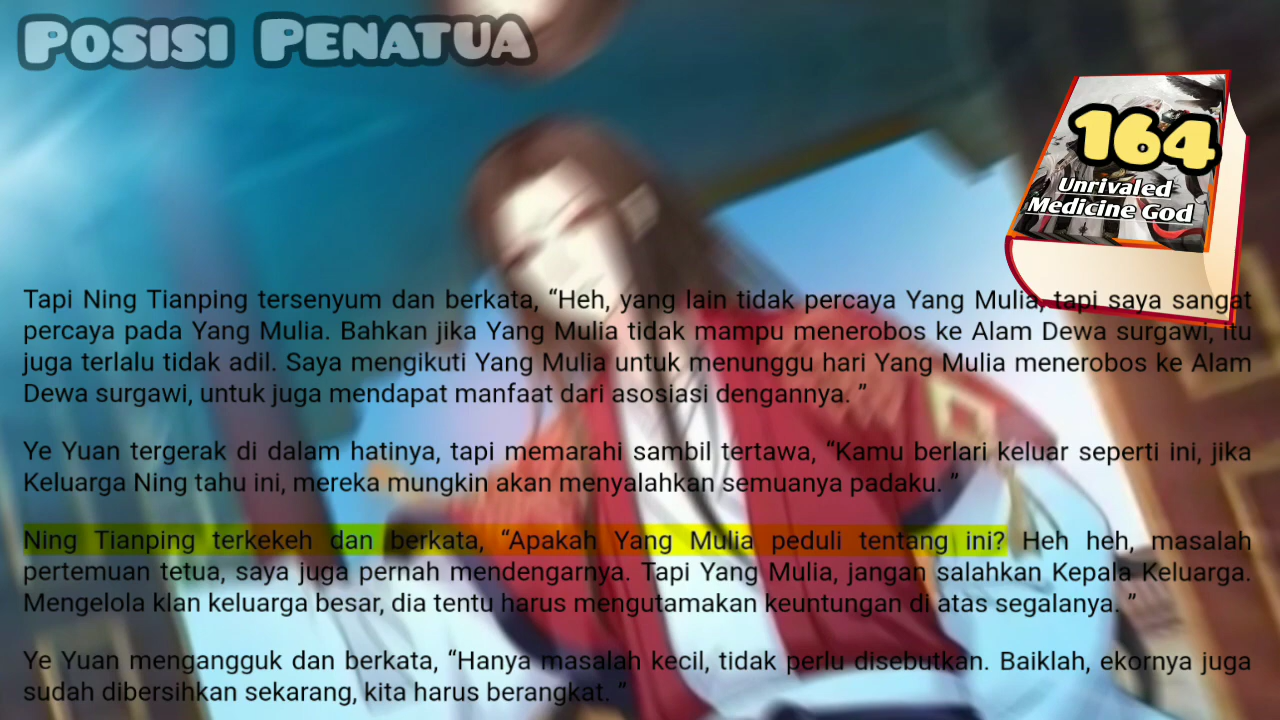 Posisi Penatua
164
Unrivaled
Medicine God
Tapi Ning Tianping tersenyum dan berkata, “Heh, yang lain tidak percaya Yang Mulia, tapi saya sangat
percaya pada Yang Mulia. Bahkan jika Yang Mulia tidak mampu menerobos ke Alam Dewa surgawi, itu
juga terlalu tidak adil. Saya mengikuti Yang Mulia untuk menunggu hari Yang Mulia menerobos ke Alam
Dewa surgawi, untuk juga mendapat manfaat dari asosiasi dengannya. ”
Ye Yuan tergerak di dalam hatinya, tapi memarahi sambil tertawa, “Kamu berlari keluar seperti ini, jika
Keluarga Ning tahu ini, mereka mungkin akan menyalahkan semuanya padaku. ”
Ning Tianping terkekeh dan berkata, “Apakah Yang Mulia peduli tentang ini? Heh heh, masalah
pertemuan tetua, saya juga pernah mendengarnya. Tapi Yang Mulia, jangan salahkan Kepala Keluarga.
Mengelola klan keluarga besar, dia tentu harus mengutamakan keuntungan di atas segalanya. ”
Ye Yuan mengangguk dan berkata, “Hanya masalah kecil, tidak perlu disebutkan. Baiklah, ekornya juga
sudah dibersihkan sekarang, kita harus berangkat. ”